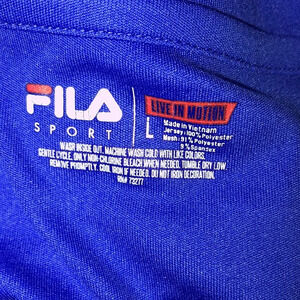 FILA
SPORT
L
LIVE IN MOTION
Made in Vietnam
Jersey: 100% Polyester
Mesh: 91% Polyester
9% Spandex
WASH INSIDE OUT. MACHINE WASH COLD WITH LIKE COLORS.
GENTLE CYCLE. ONLY NON-CHLORINE BLEACH WHEN NEEDED. TUMBLE DRY LOW.
REMOVE PROMPTLY. COOL IRON IF NEEDED. DO NOT IRON DECORATION.
RN# 73277